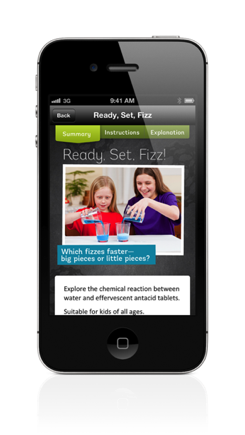 3G 9:41 AM
Back Ready, Set, Fizz
Summary Instructions Explanation
Ready, Set, Fizz!
Which fizzes faster—
big pieces or little pieces?
Explore the chemical reaction between
water and effervescent antacid tablets.
Suitable for kids of all ages.